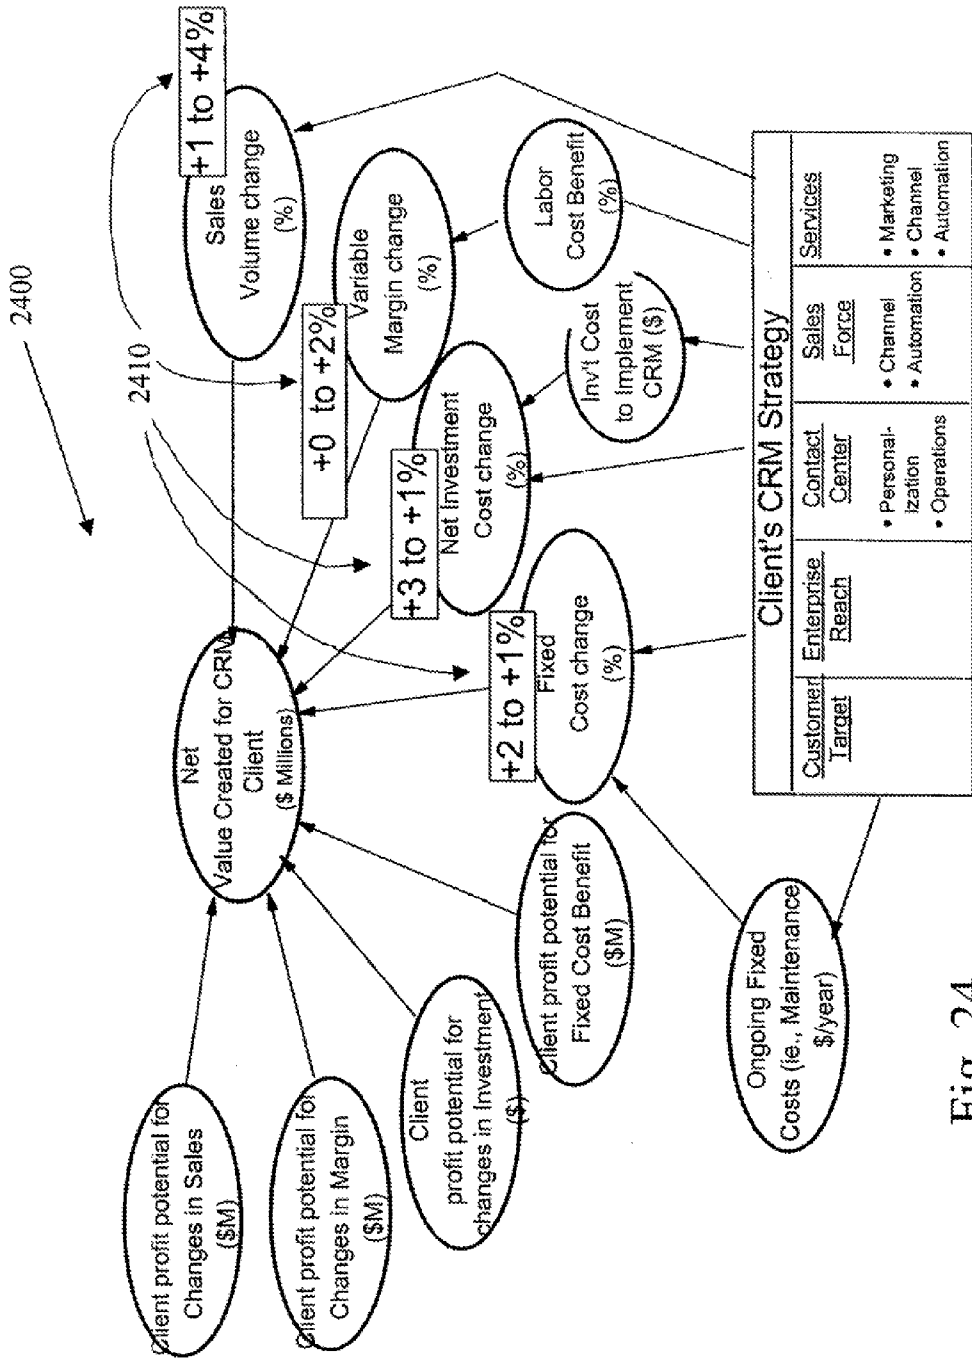 2400
2410
Client profit potential for
Changes in Sales
($M)
Client profit potential for
Changes in Margin
($M)
Client
profit potential for
changes in Investment
($)
Client profit potential for
Fixed Cost Benefit
($M)
Ongoing Fixed
Costs (ie., Maintenance
$/year)
Net
Value Created for CRM
Client
($ Millions)
+1 to +4%
Sales
Volume change
(%)
+0 to +2%
Variable
Margin change
(%)
+3 to +1%
Net Investment
Cost change
(%)
+2 to +1%
Fixed
Cost change
(%)
Labor
Cost Benefit
(%)
Inv't Cost
to Implement
CRM ($)
Client's CRM Strategy
Customer
Target
Enterprise
Reach
Contact
Center
• Personal-
ization
• Operations
Sales
Force
• Channel
• Automation
Services
• Marketing
• Channel
• Automation
Fig. 24